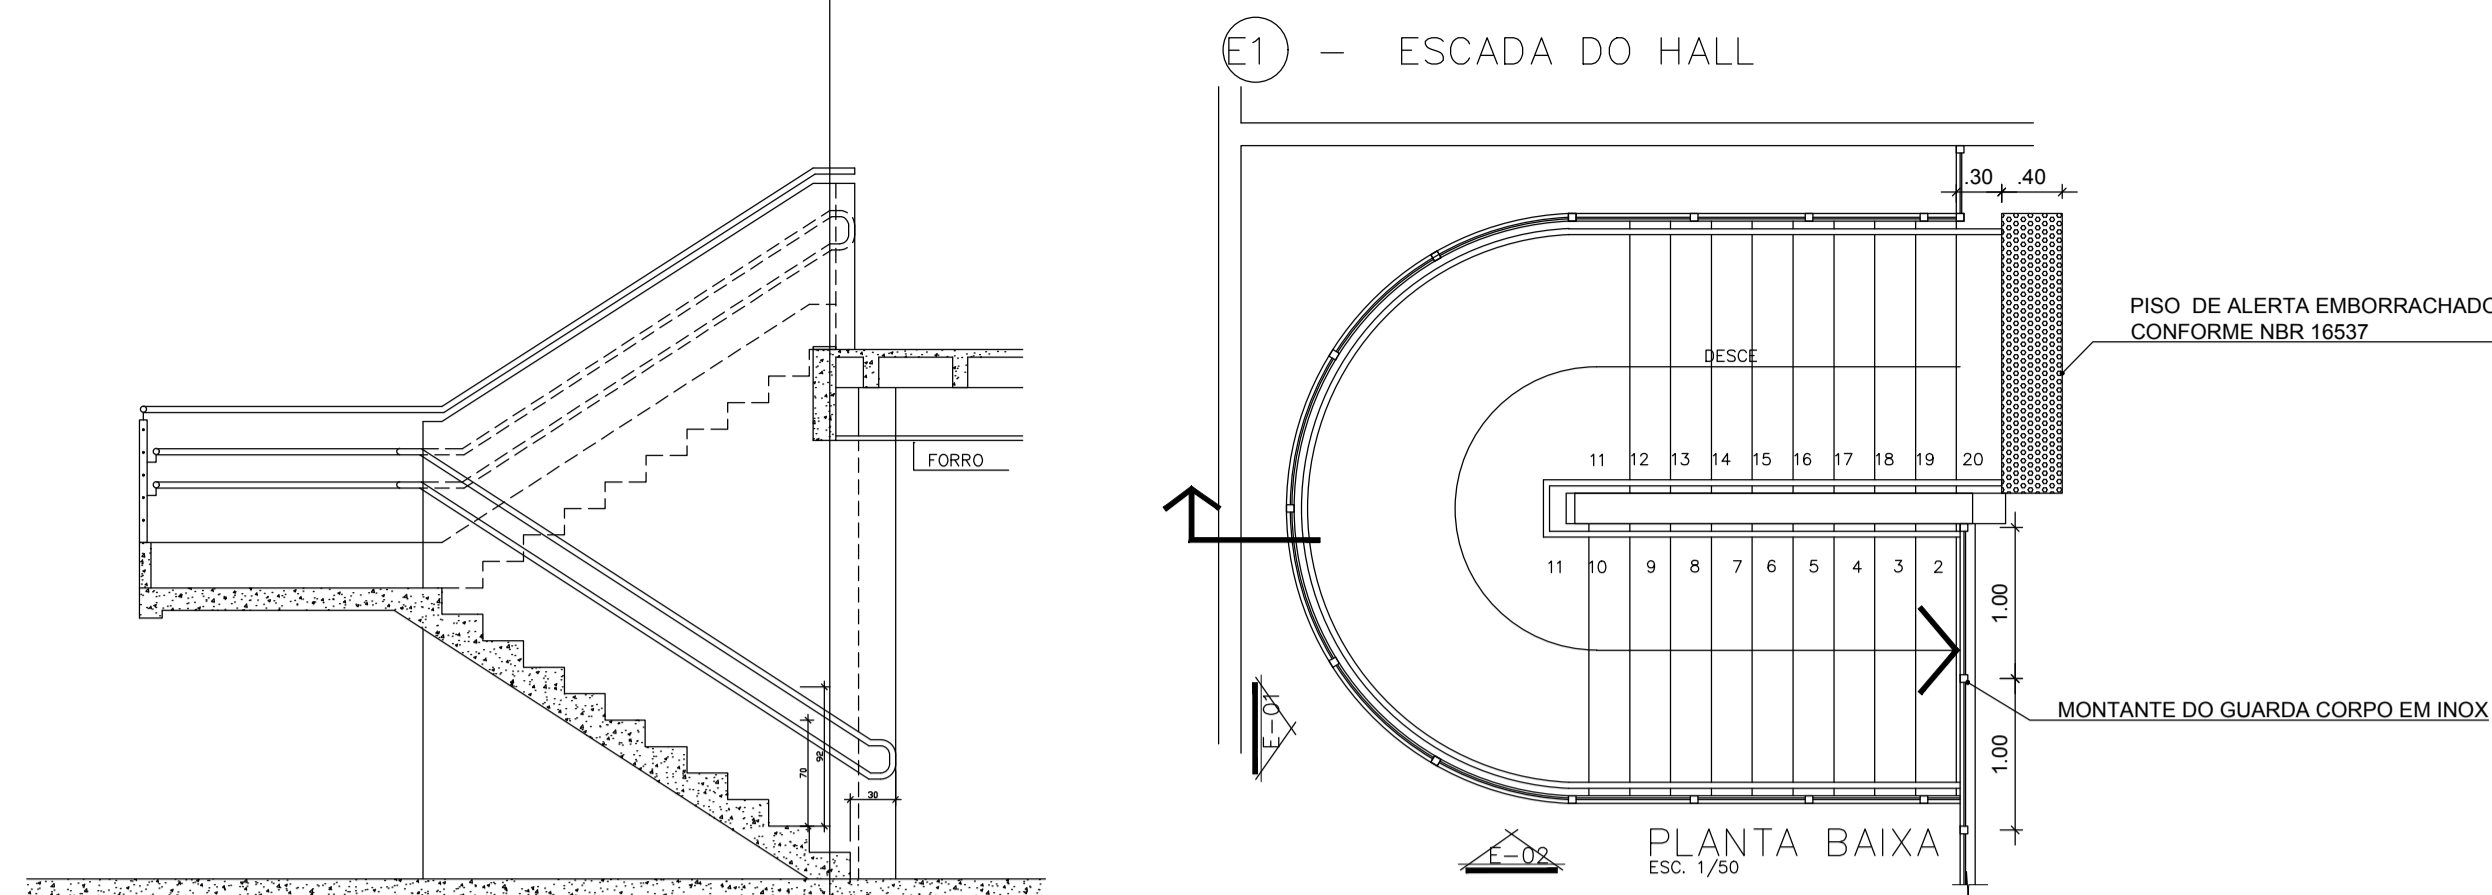 E1 - ESCADA DO HALL
.30 .40
PISO DE ALERTA EMBORRACHADO
CONFORME NBR 16537
DESCE
FORRO
11 12 13 14 15 16 17 18 19 20
11 10 9 8 7 6 5 4 3 2
1.00
E-01
MONTANTE DO GUARDA CORPO EM INOX
1.00
70
92
30
PLANTA BAIXA
ESC. 1/50
E-02